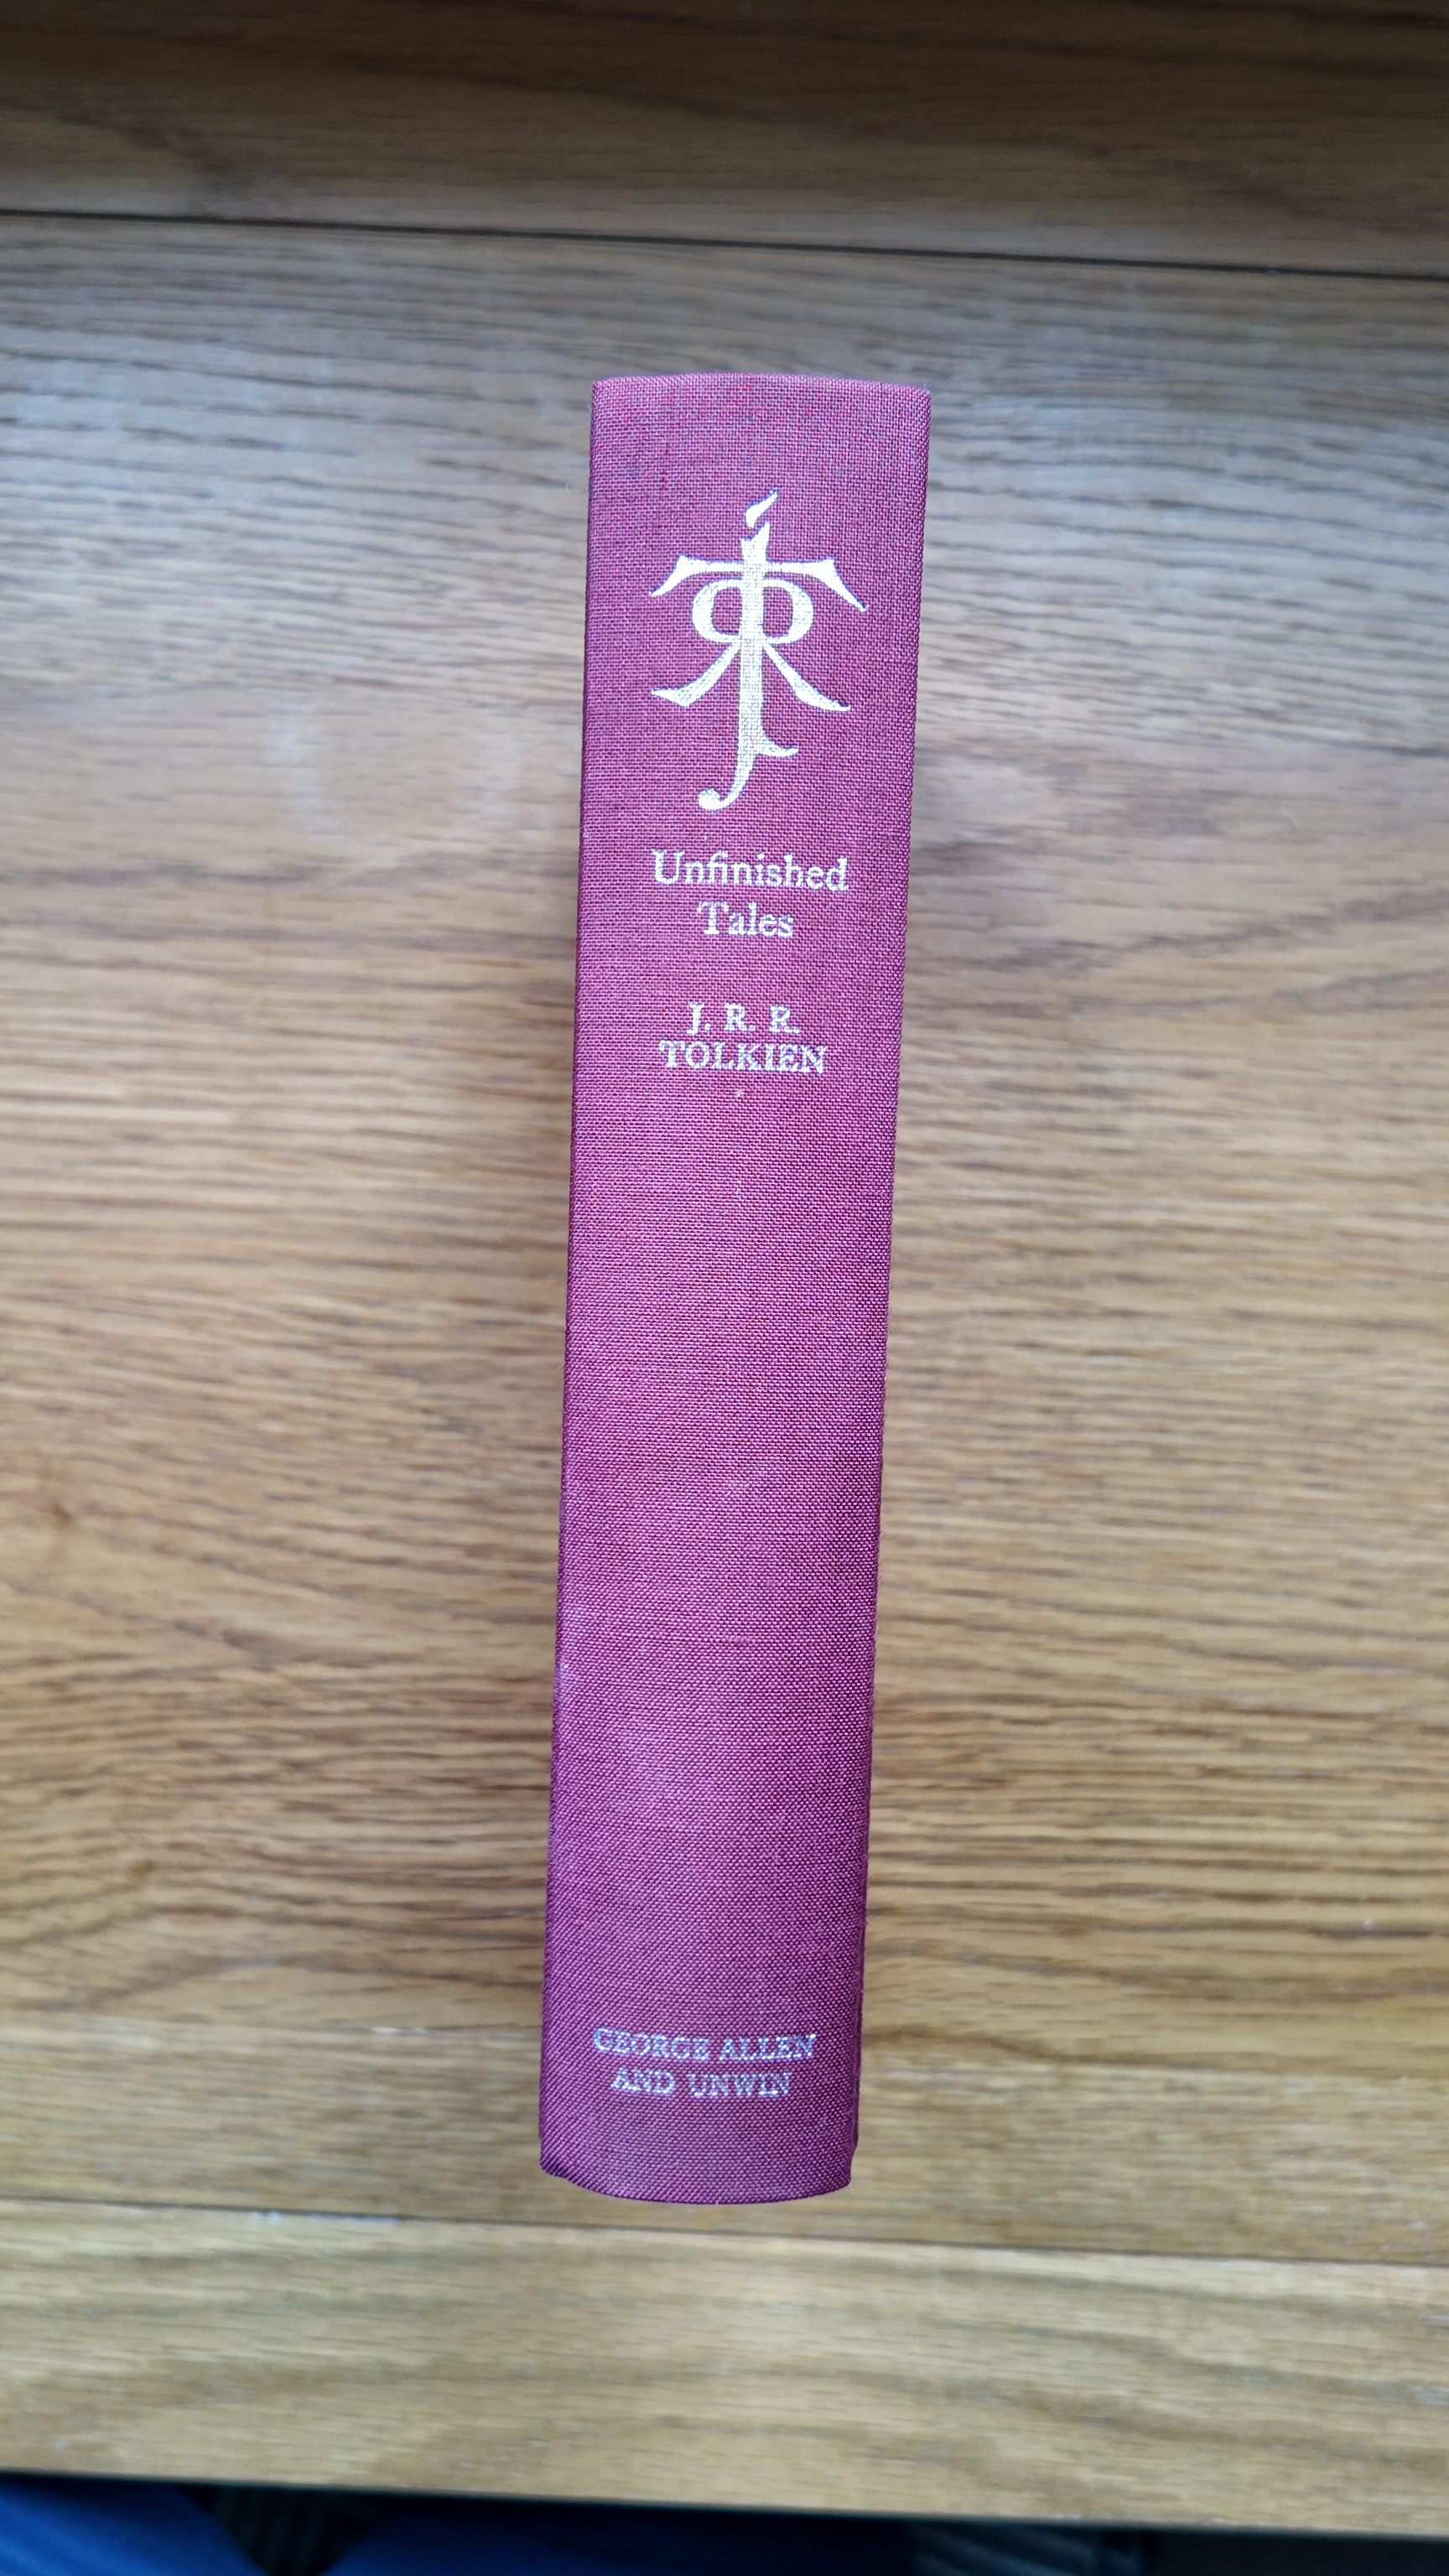 Unfinished
Tales
J. R. R.
TOLKIEN
GEORGE ALLEN
AND UNWIN